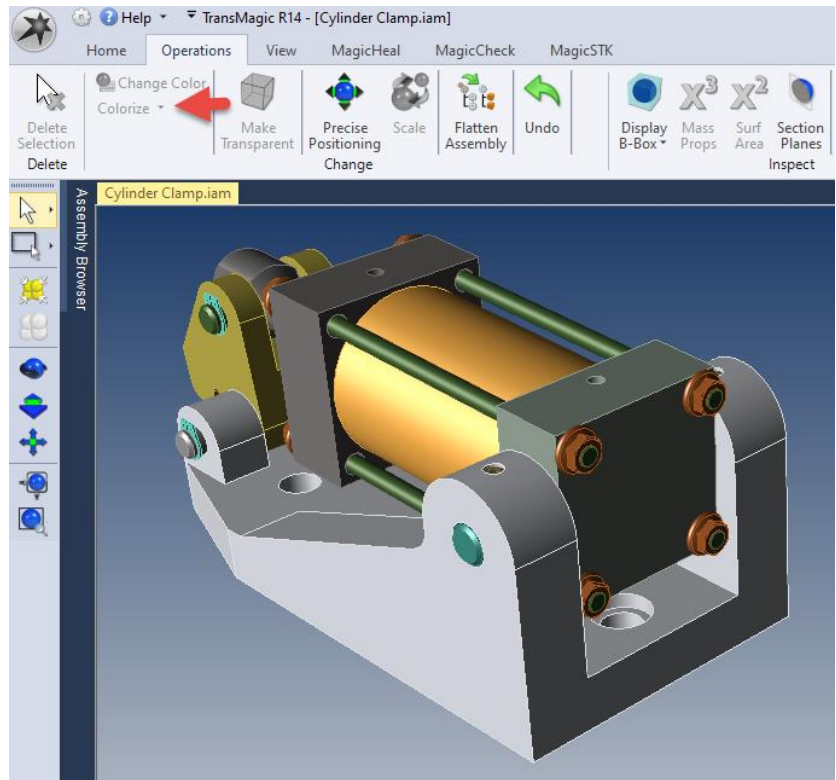 Help TransMagic R14 - [Cylinder Clamp.iam]
Home Operations View MagicHeal MagicCheck MagicSTK
Change Color
Colorize
Delete Selection
Make Transparent
Precise Positioning
Scale
Flatten Assembly
Undo
Display B-Box
Mass Props
Surf Area
Section Planes
Delete Change Inspect
Assembly Browser
Cylinder Clamp.iam